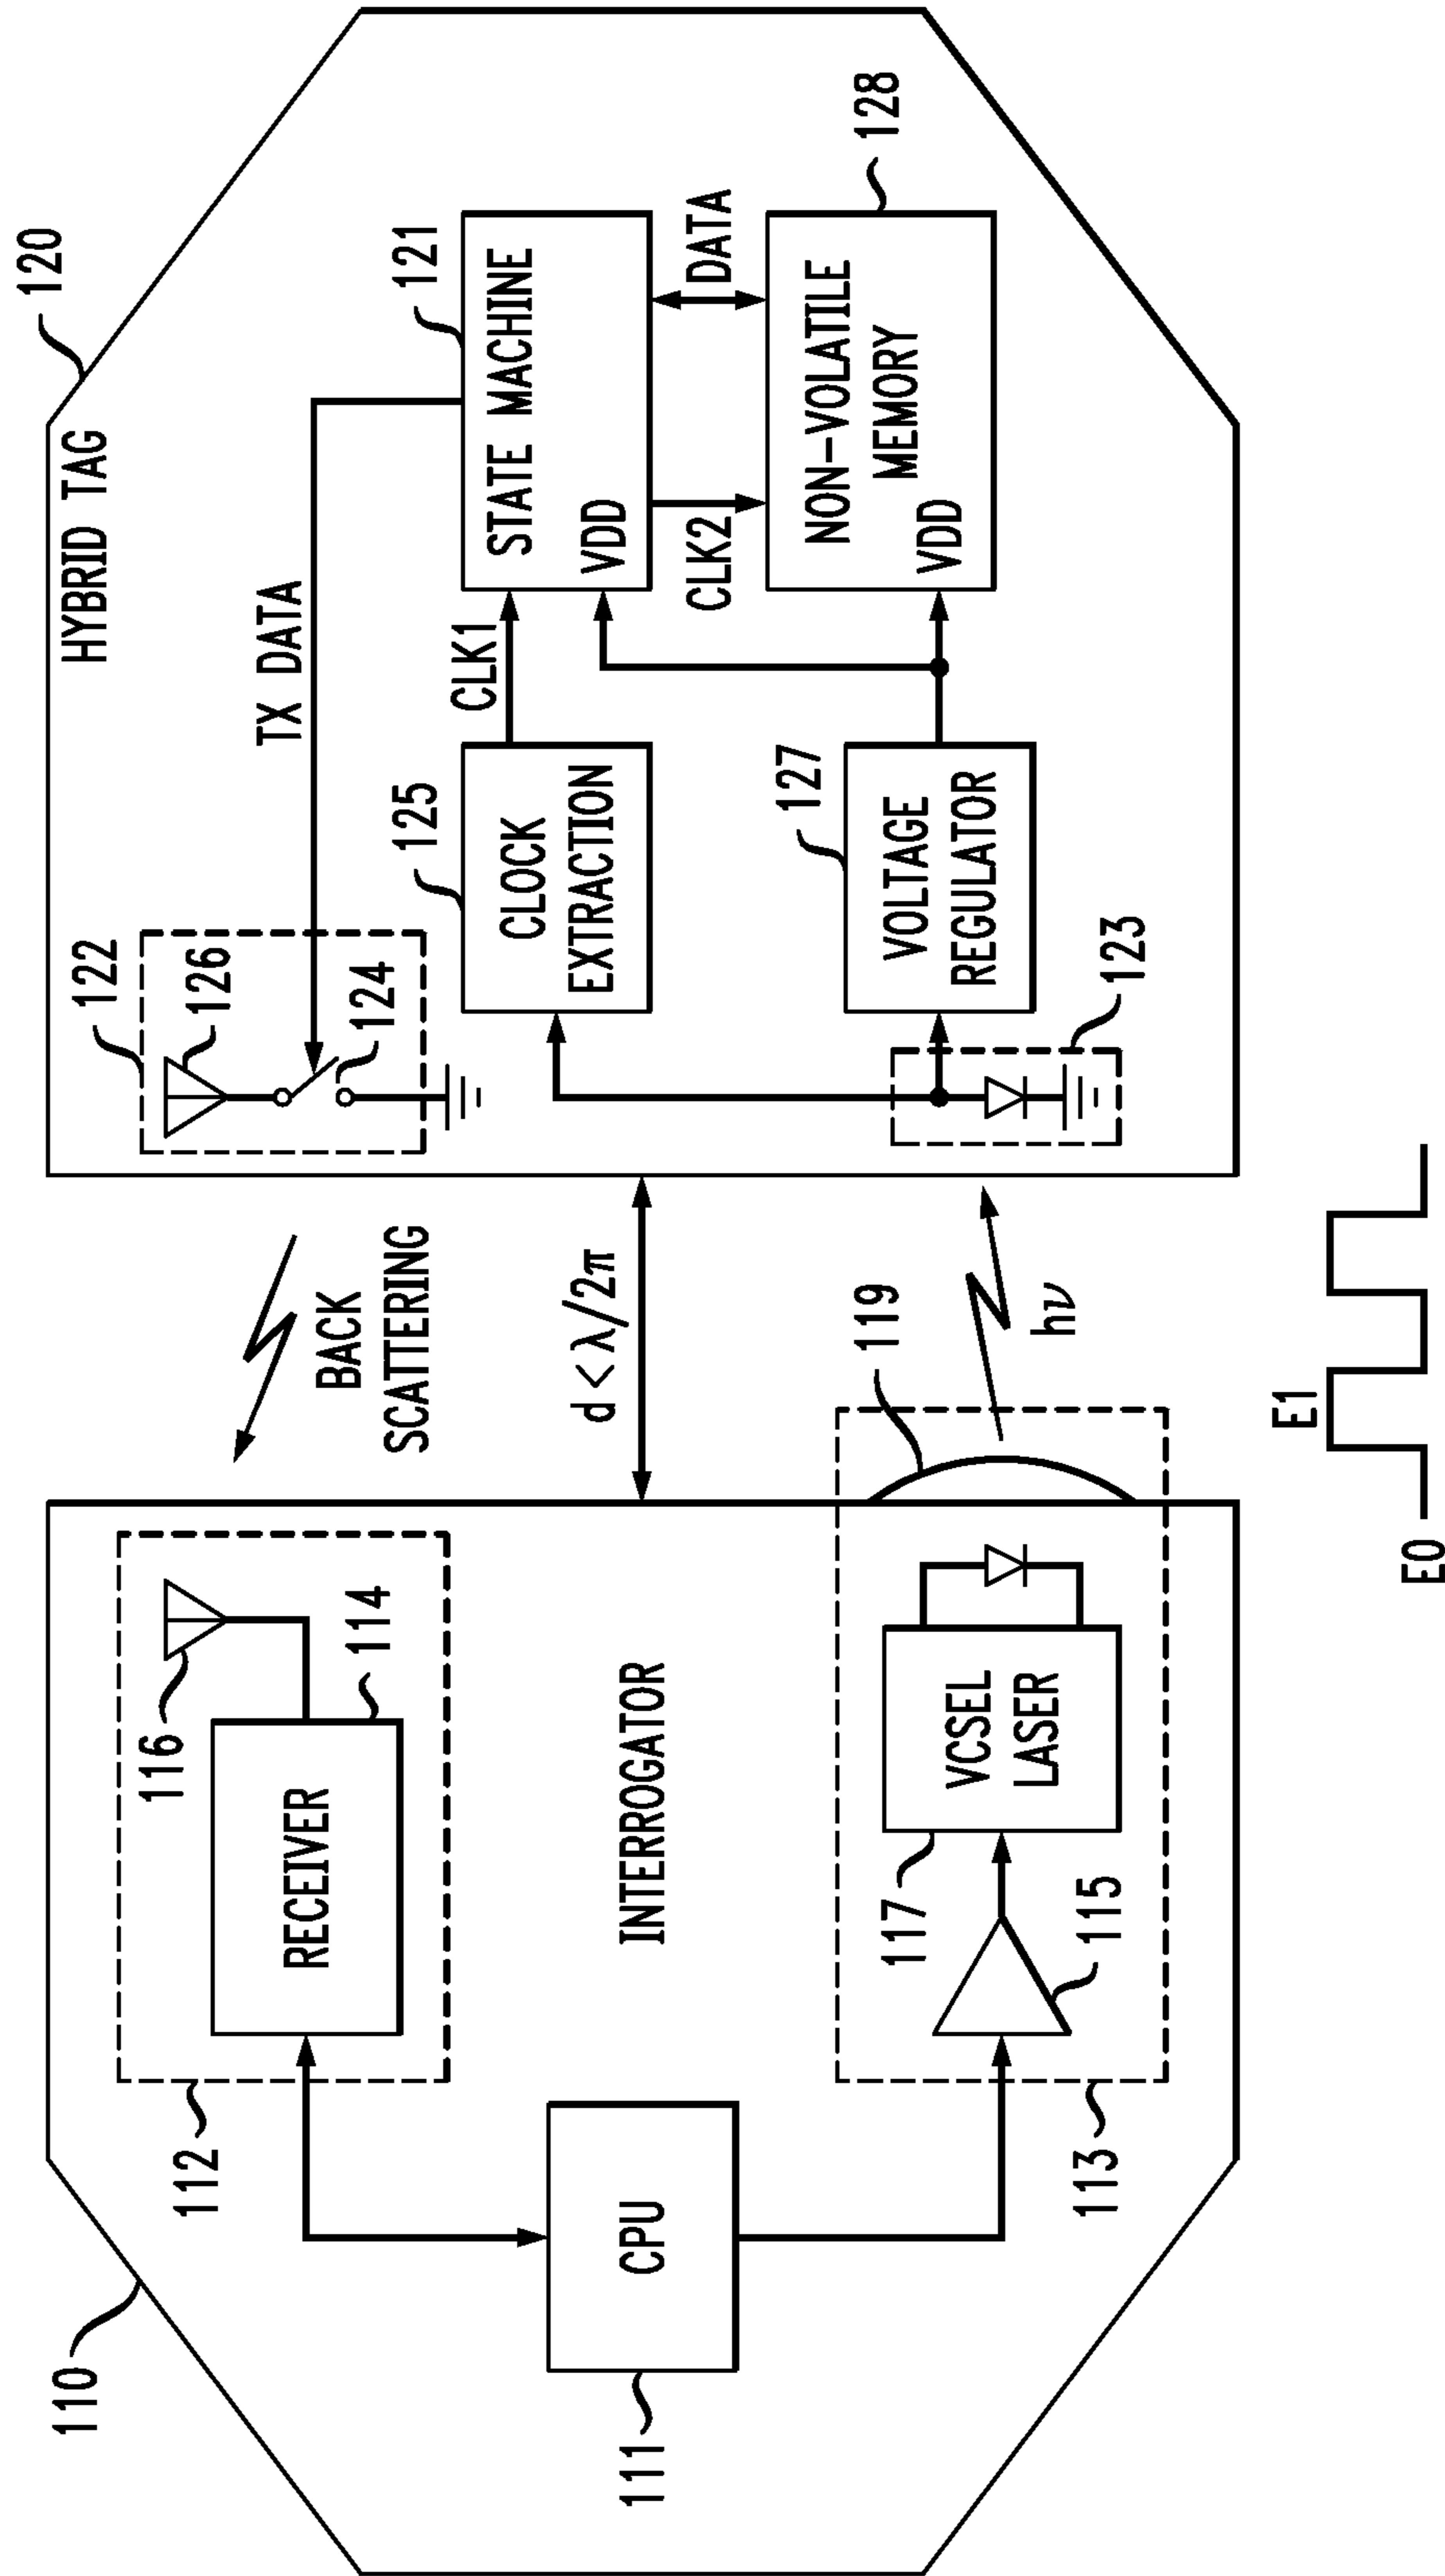 110
112
116
114
RECEIVER
CPU
111
INTERROGATOR
117
VCSEL
LASER
115
113
119
BACK
SCATTERING
d < λ/2π
hν
E0
E1
120
HYBRID TAG
122
126
124
TX DATA
125
CLOCK
EXTRACTION
CLK1
121
STATE MACHINE
VDD
CLK2
DATA
127
VOLTAGE
REGULATOR
123
128
NON-VOLATILE
MEMORY
VDD